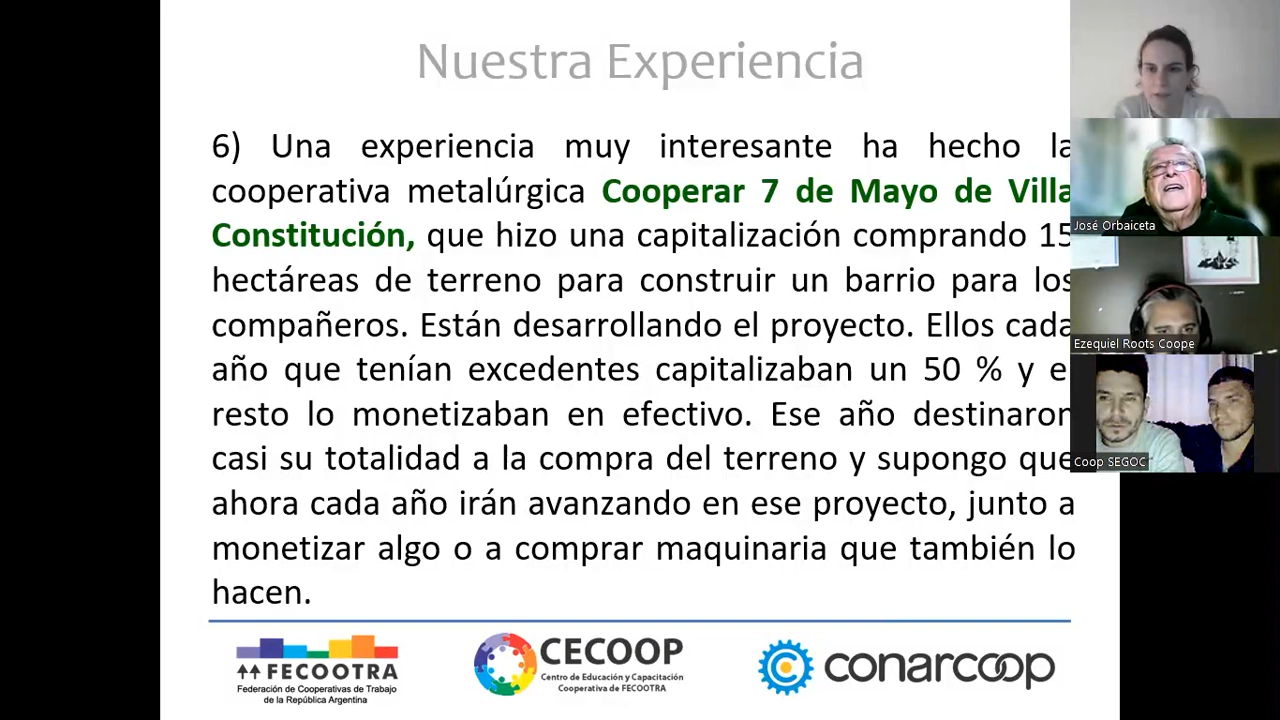 Nuestra Experiencia
6) Una experiencia muy interesante ha hecho la
cooperativa metalúrgica Cooperar 7 de Mayo de Villa
Constitución, que hizo una capitalización comprando 15
hectáreas de terreno para construir un barrio para los
compañeros. Están desarrollando el proyecto. Ellos cada
año que tenían excedentes capitalizaban un 50 % y e
resto lo monetizaban en efectivo. Ese año destinaron
casi su totalidad a la compra del terreno y supongo que
ahora cada año irán avanzando en ese proyecto, junto a
monetizar algo o a comprar maquinaria que también lo
hacen.
FECOOTRA
Federación de Cooperativas de Trabajo
de la República Argentina
CECOOP
Centro de Educación y Capacitación
Cooperativa de FECOOTRA
conarcoop
José Orbaiceta
Ezequiel Roots Coope
Coop SEGOC